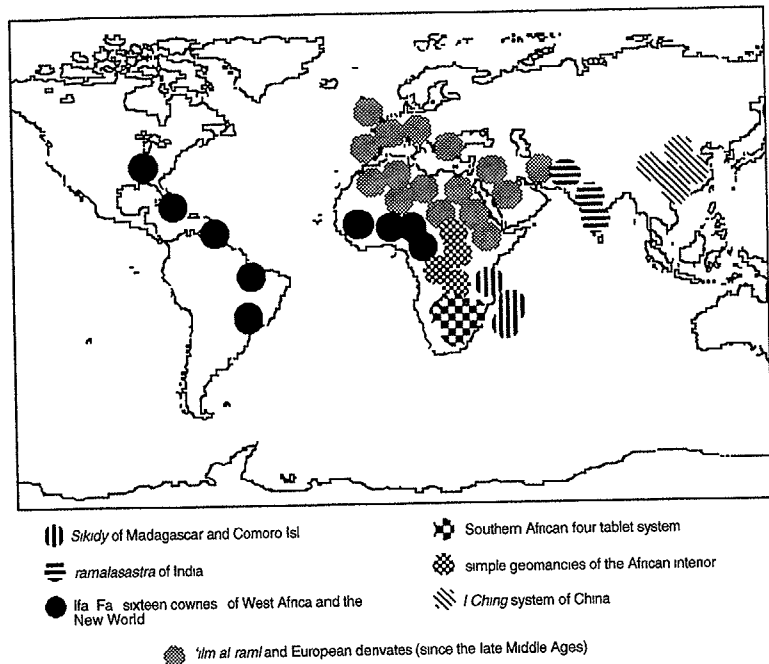 Sikidy of Madagascar and Comoro Isl
ramalasastra of India
Ifa Fa sixteen cowries of West Africa and the
New World
Southern African four tablet system
simple geomancies of the African interior
I Ching system of China
'ilm al raml and European derivates (since the late Middle Ages)